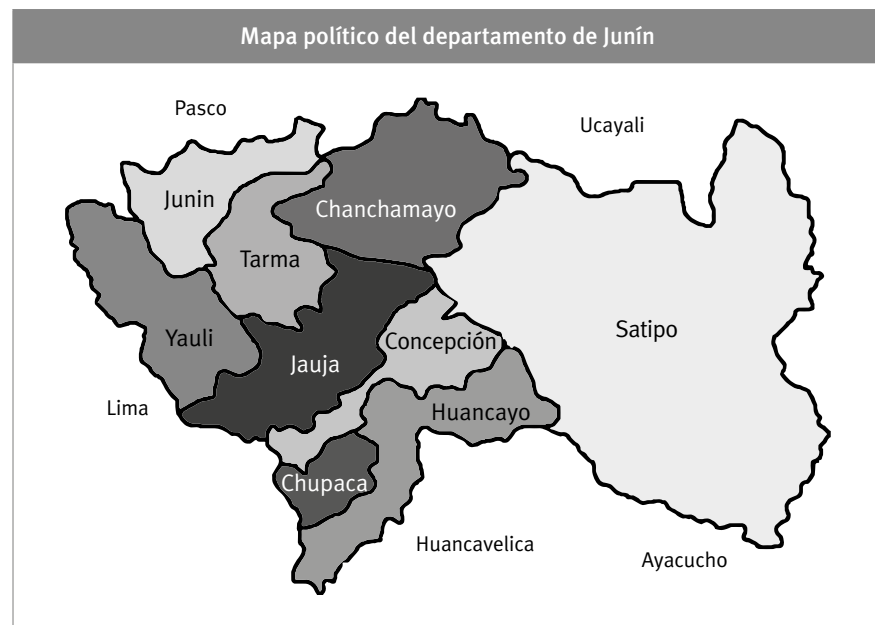 Mapa político del departamento de Junín
Pasco
Ucayali
Junin
Chanchamayo
Tarma
Satipo
Yauli
Concepción
Jauja
Lima
Huancayo
Chupaca
Huancavelica
Ayacucho